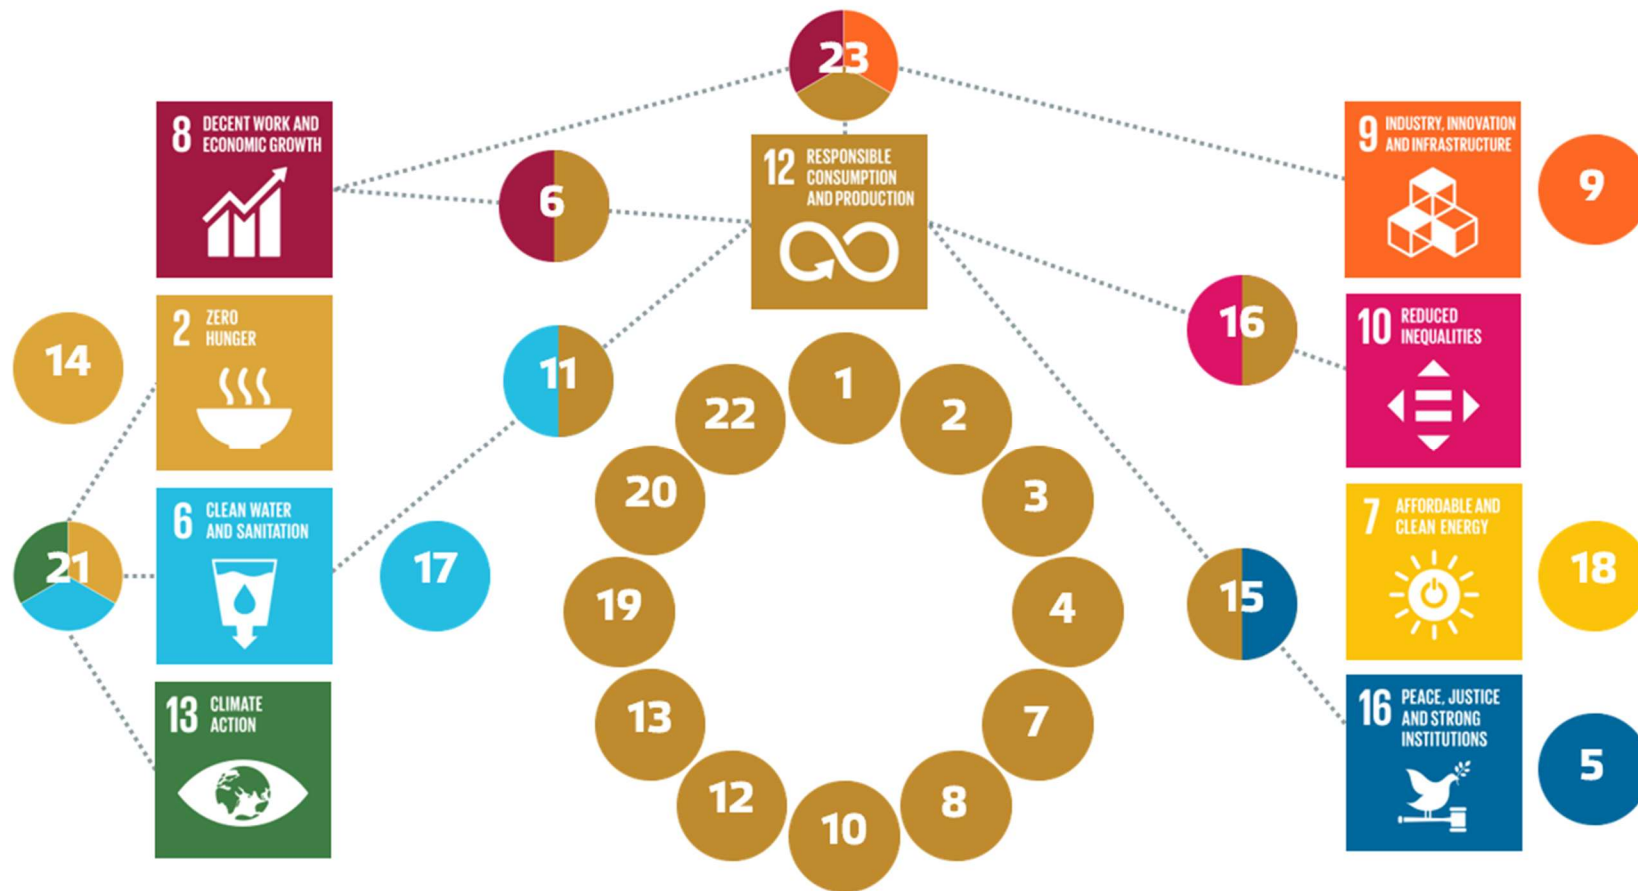 23
8 DECENT WORK AND
ECONOMIC GROWTH
6
12 RESPONSIBLE
CONSUMPTION
AND PRODUCTION
9 INDUSTRY, INNOVATION
AND INFRASTRUCTURE
9
14
2 ZERO
HUNGER
11
16
10 REDUCED
INEQUALITIES
1
22
2
20
3
19
4
13
7
12
8
10
21
6 CLEAN WATER
AND SANITATION
17
15
7 AFFORDABLE AND
CLEAN ENERGY
18
13 CLIMATE
ACTION
16 PEACE, JUSTICE
AND STRONG
INSTITUTIONS
5